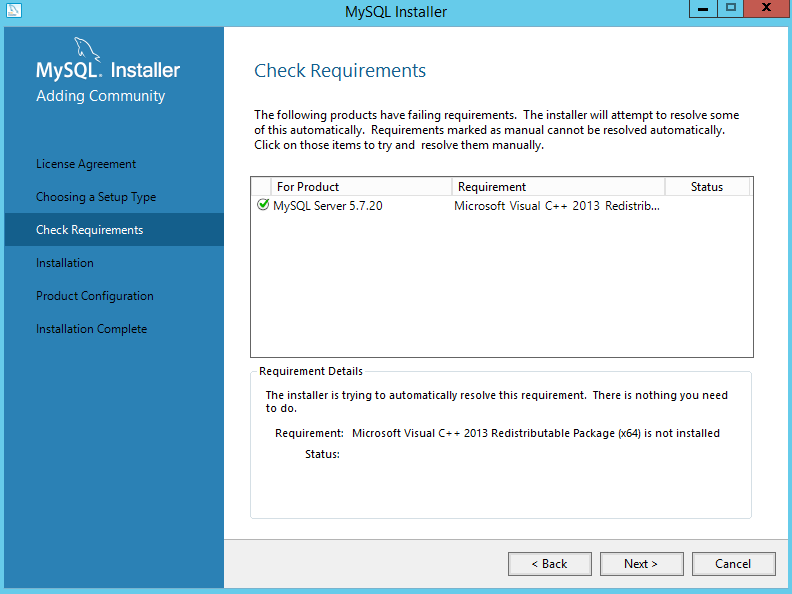 MySQL Installer
MySQL. Installer
Adding Community
License Agreement
Choosing a Setup Type
Check Requirements
Installation
Product Configuration
Installation Complete
Check Requirements
The following products have failing requirements. The installer will attempt to resolve some
of this automatically. Requirements marked as manual cannot be resolved automatically.
Click on those items to try and resolve them manually.
For Product Requirement Status
MySQL Server 5.7.20 Microsoft Visual C++ 2013 Redistrib...
Requirement Details
The installer is trying to automatically resolve this requirement. There is nothing you need
to do.
Requirement: Microsoft Visual C++ 2013 Redistributable Package (x64) is not installed
Status:
< Back Next > Cancel